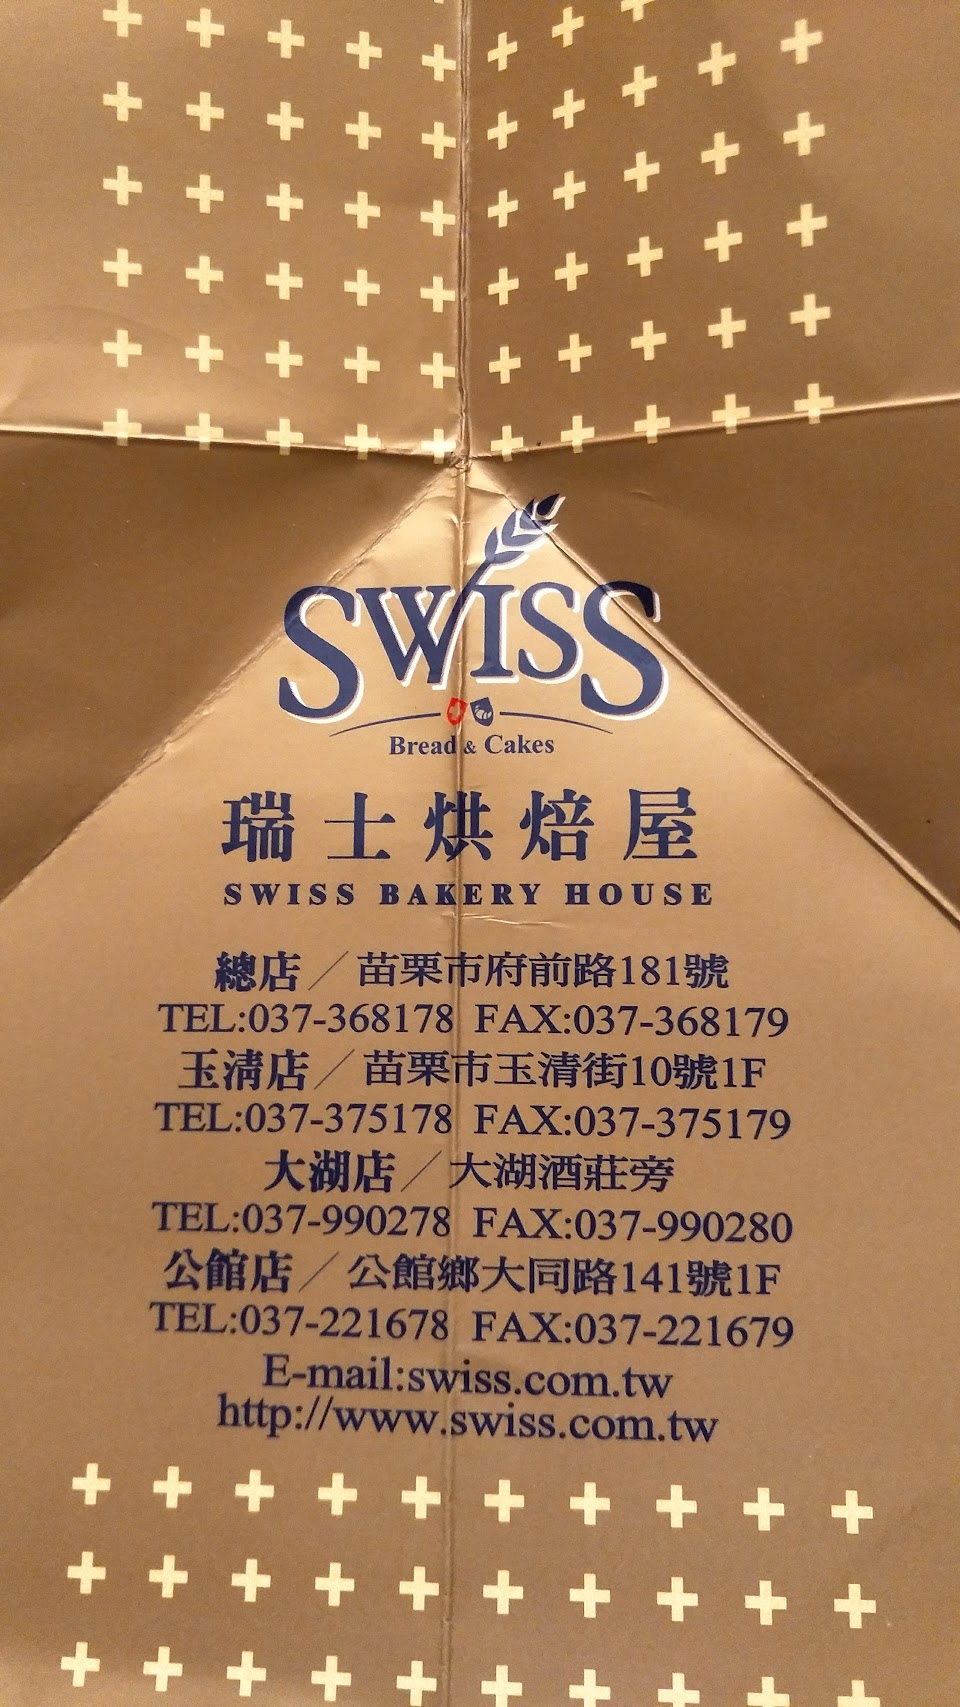 SWISS
Bread & Cakes
瑞士烘焙屋
SWISS BAKERY HOUSE
總店／苗栗市府前路181號
TEL:037-368178 FAX:037-368179
玉清店／苗栗市玉清街10號1F
TEL:037-375178 FAX:037-375179
大湖店／大湖酒莊旁
TEL:037-990278 FAX:037-990280
公館店／公館鄉大同路141號1F
TEL:037-221678 FAX:037-221679
E-mail:swiss.com.tw
http://www.swiss.com.tw